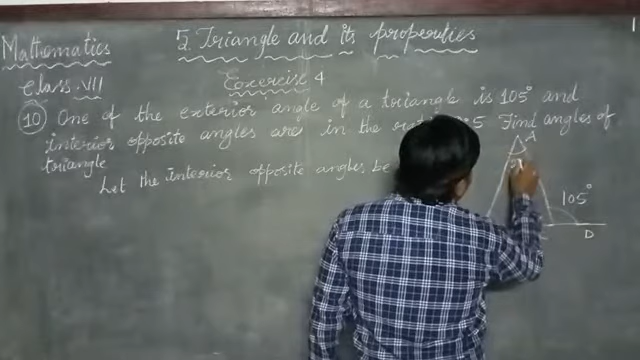 1
5. Triangle and its properties
Mathematics
Class VII
Exercise 4
10 One of the exterior angle of a triangle is 105° and
interior opposite angles are in the 5 Find angles of
triangle
Let the interior opposite angles be
A
2x
105°
D